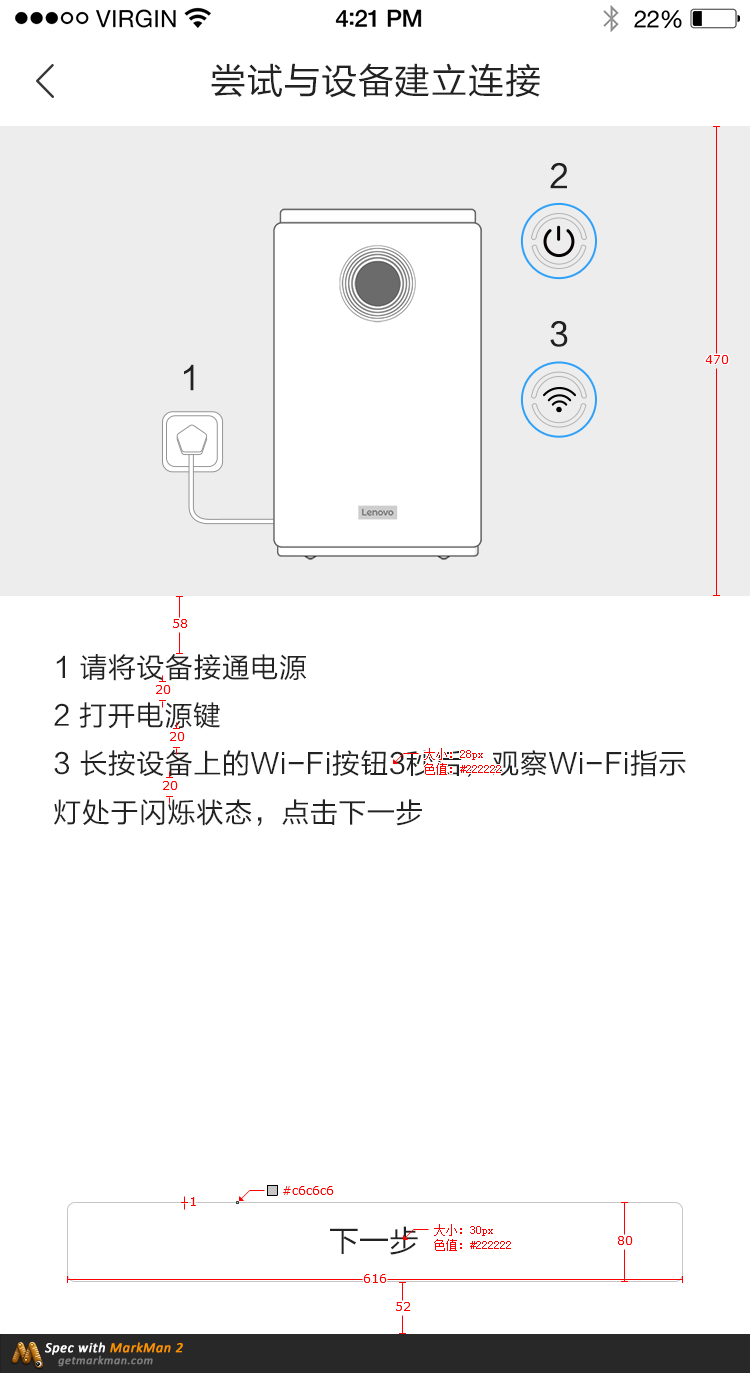 VIRGIN 4:21 PM 22%
尝试与设备建立连接
2
3
1
470
Lenovo
58
1 请将设备接通电源
20
2 打开电源键
20
3 长按设备上的Wi-Fi按钮3秒后，观察Wi-Fi指示
大小：28px
色值：#222222
20
灯处于闪烁状态，点击下一步
1
#c6c6c6
下一步
大小：30px
色值：#222222
80
616
52
Spec with MarkMan 2
getmarkman.com